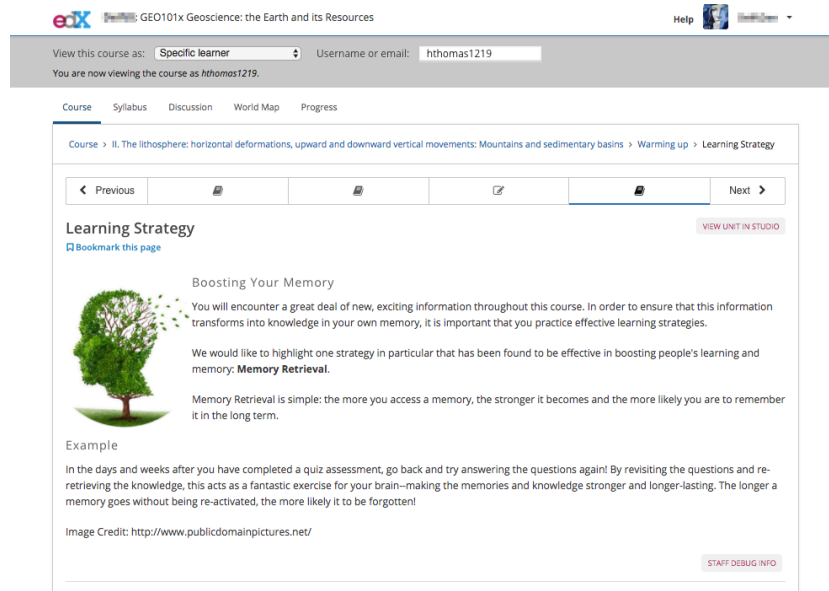 edX : GEO101x Geoscience: the Earth and its Resources Help
View this course as: Specific learner Username or email: hthomas1219
You are now viewing the course as hthomas1219.
Course Syllabus Discussion World Map Progress
Course > II. The lithosphere: horizontal deformations, upward and downward vertical movements: Mountains and sedimentary basins > Warming up > Learning Strategy
Previous Next
Learning Strategy VIEW UNIT IN STUDIO
Bookmark this page
Boosting Your Memory
You will encounter a great deal of new, exciting information throughout this course. In order to ensure that this information
transforms into knowledge in your own memory, it is important that you practice effective learning strategies.
We would like to highlight one strategy in particular that has been found to be effective in boosting people's learning and
memory: Memory Retrieval.
Memory Retrieval is simple: the more you access a memory, the stronger it becomes and the more likely you are to remember
it in the long term.
Example
In the days and weeks after you have completed a quiz assessment, go back and try answering the questions again! By revisiting the questions and re-
retrieving the knowledge, this acts as a fantastic exercise for your brain--making the memories and knowledge stronger and longer-lasting. The longer a
memory goes without being re-activated, the more likely it to be forgotten!
Image Credit: http://www.publicdomainpictures.net/
STAFF DEBUG INFO